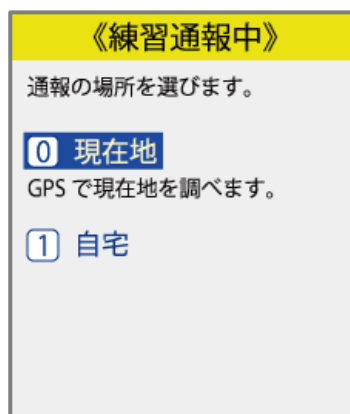 《練習通報中》
通報の場所を選びます。
0 現在地
GPS で現在地を調べます。
1 自宅